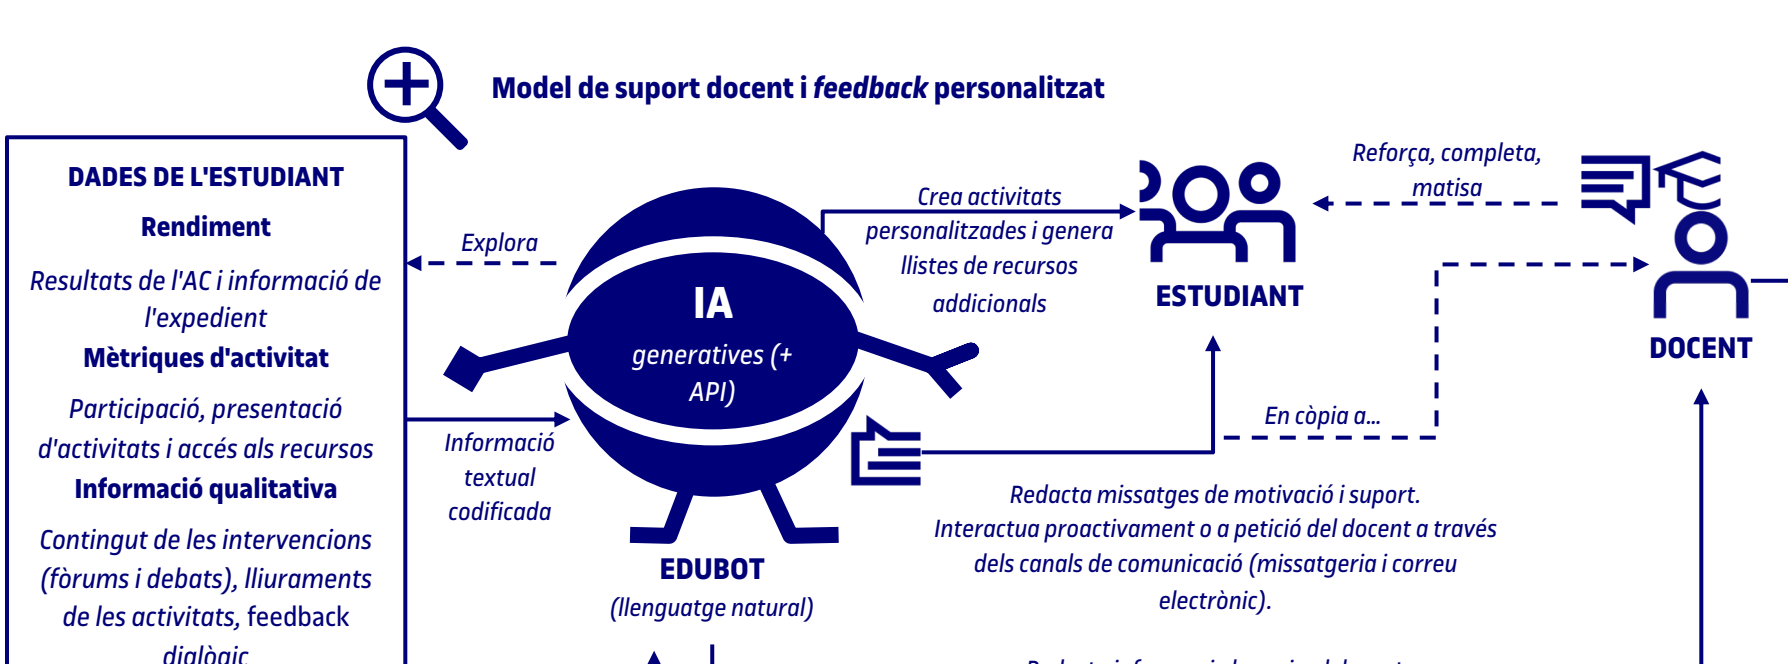 Model de suport docent i feedback personalitzat
DADES DE L'ESTUDIANT
Rendiment
Resultats de l'AC i informació de
l'expedient
Mètriques d'activitat
Participació, presentació
d'activitats i accés als recursos
Informació qualitativa
Contingut de les intervencions
(fòrums i debats), lliuraments
de les activitats, feedback
dialògic
Explora
Informació
textual
codificada
IA
generatives (+
API)
EDUBOT
(llenguatge natural)
Crea activitats
personalitzades i genera
llistes de recursos
addicionals
ESTUDIANT
Reforça, completa,
matisa
DOCENT
En còpia a...
Redacta missatges de motivació i suport.
Interactua proactivament o a petició del docent a través
dels canals de comunicació (missatgeria i correu
electrònic).